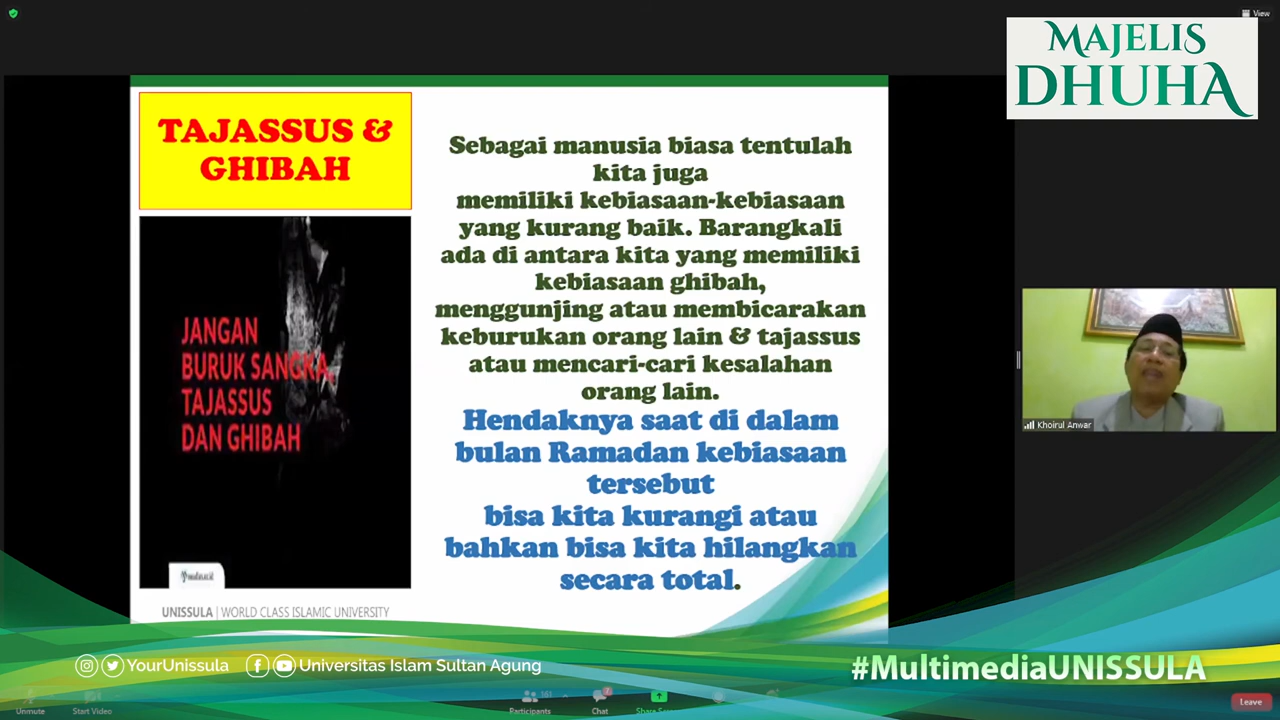 View
MAJELIS
DHUHA
TAJASSUS &
GHIBAH
JANGAN
BURUK SANGKA,
TAJASSUS
DAN GHIBAH
UNISSULA | WORLD CLASS ISLAMIC UNIVERSITY
Sebagai manusia biasa tentulah
kita juga
memiliki kebiasaan-kebiasaan
yang kurang baik. Barangkali
ada di antara kita yang memiliki
kebiasaan ghibah,
menggunjing atau membicarakan
keburukan orang lain & tajassus
atau mencari-cari kesalahan
orang lain.
Hendaknya saat di dalam
bulan Ramadan kebiasaan
tersebut
bisa kita kurangi atau
bahkan bisa kita hilangkan
secara total.
Khoirul Anwar
YourUnissula
Universitas Islam Sultan Agung
#MultimediaUNISSULA
Unmute
Start Video
161
Participants
Chat
Leave